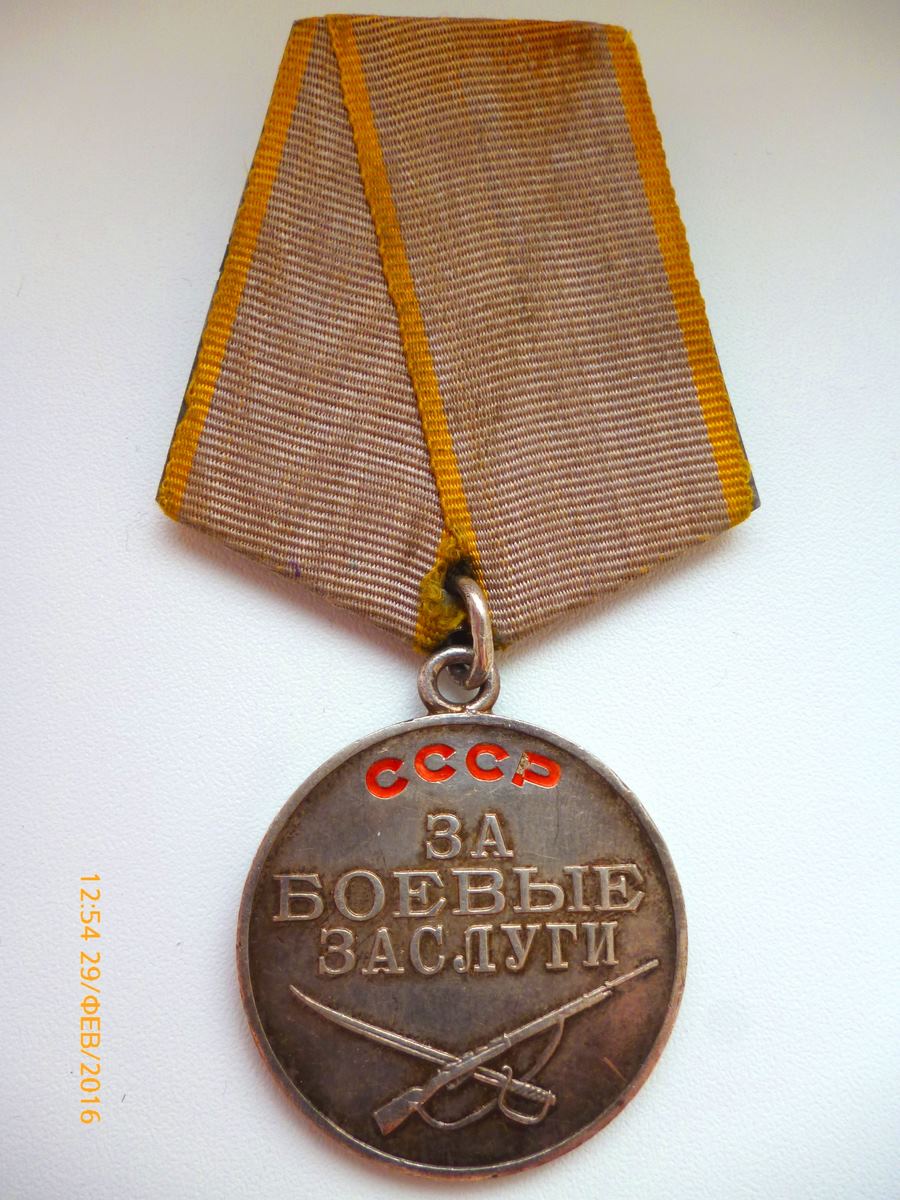 СССР
ЗА
БОЕВЫЕ
ЗАСЛУГИ
12:54 29/ФЕВ/2016